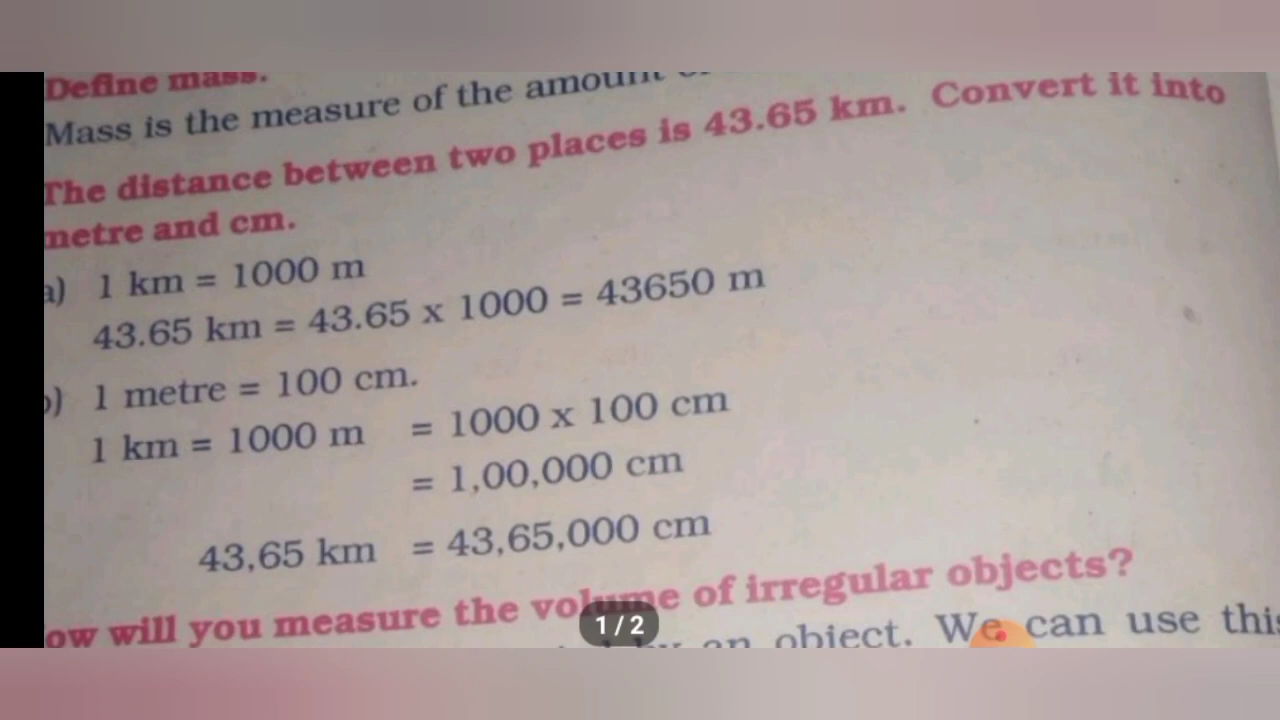 Define mass.
Mass is the measure of the amount
The distance between two places is 43.65 km. Convert it into
metre and cm.
a) 1 km = 1000 m
43.65 km = 43.65 x 1000 = 43650 m
) 1 metre = 100 cm.
1 km = 1000 m = 1000 x 100 cm
= 1,00,000 cm
43,65 km = 43,65,000 cm
ow will you measure the volume of irregular objects?
an object. We can use this
1 / 2